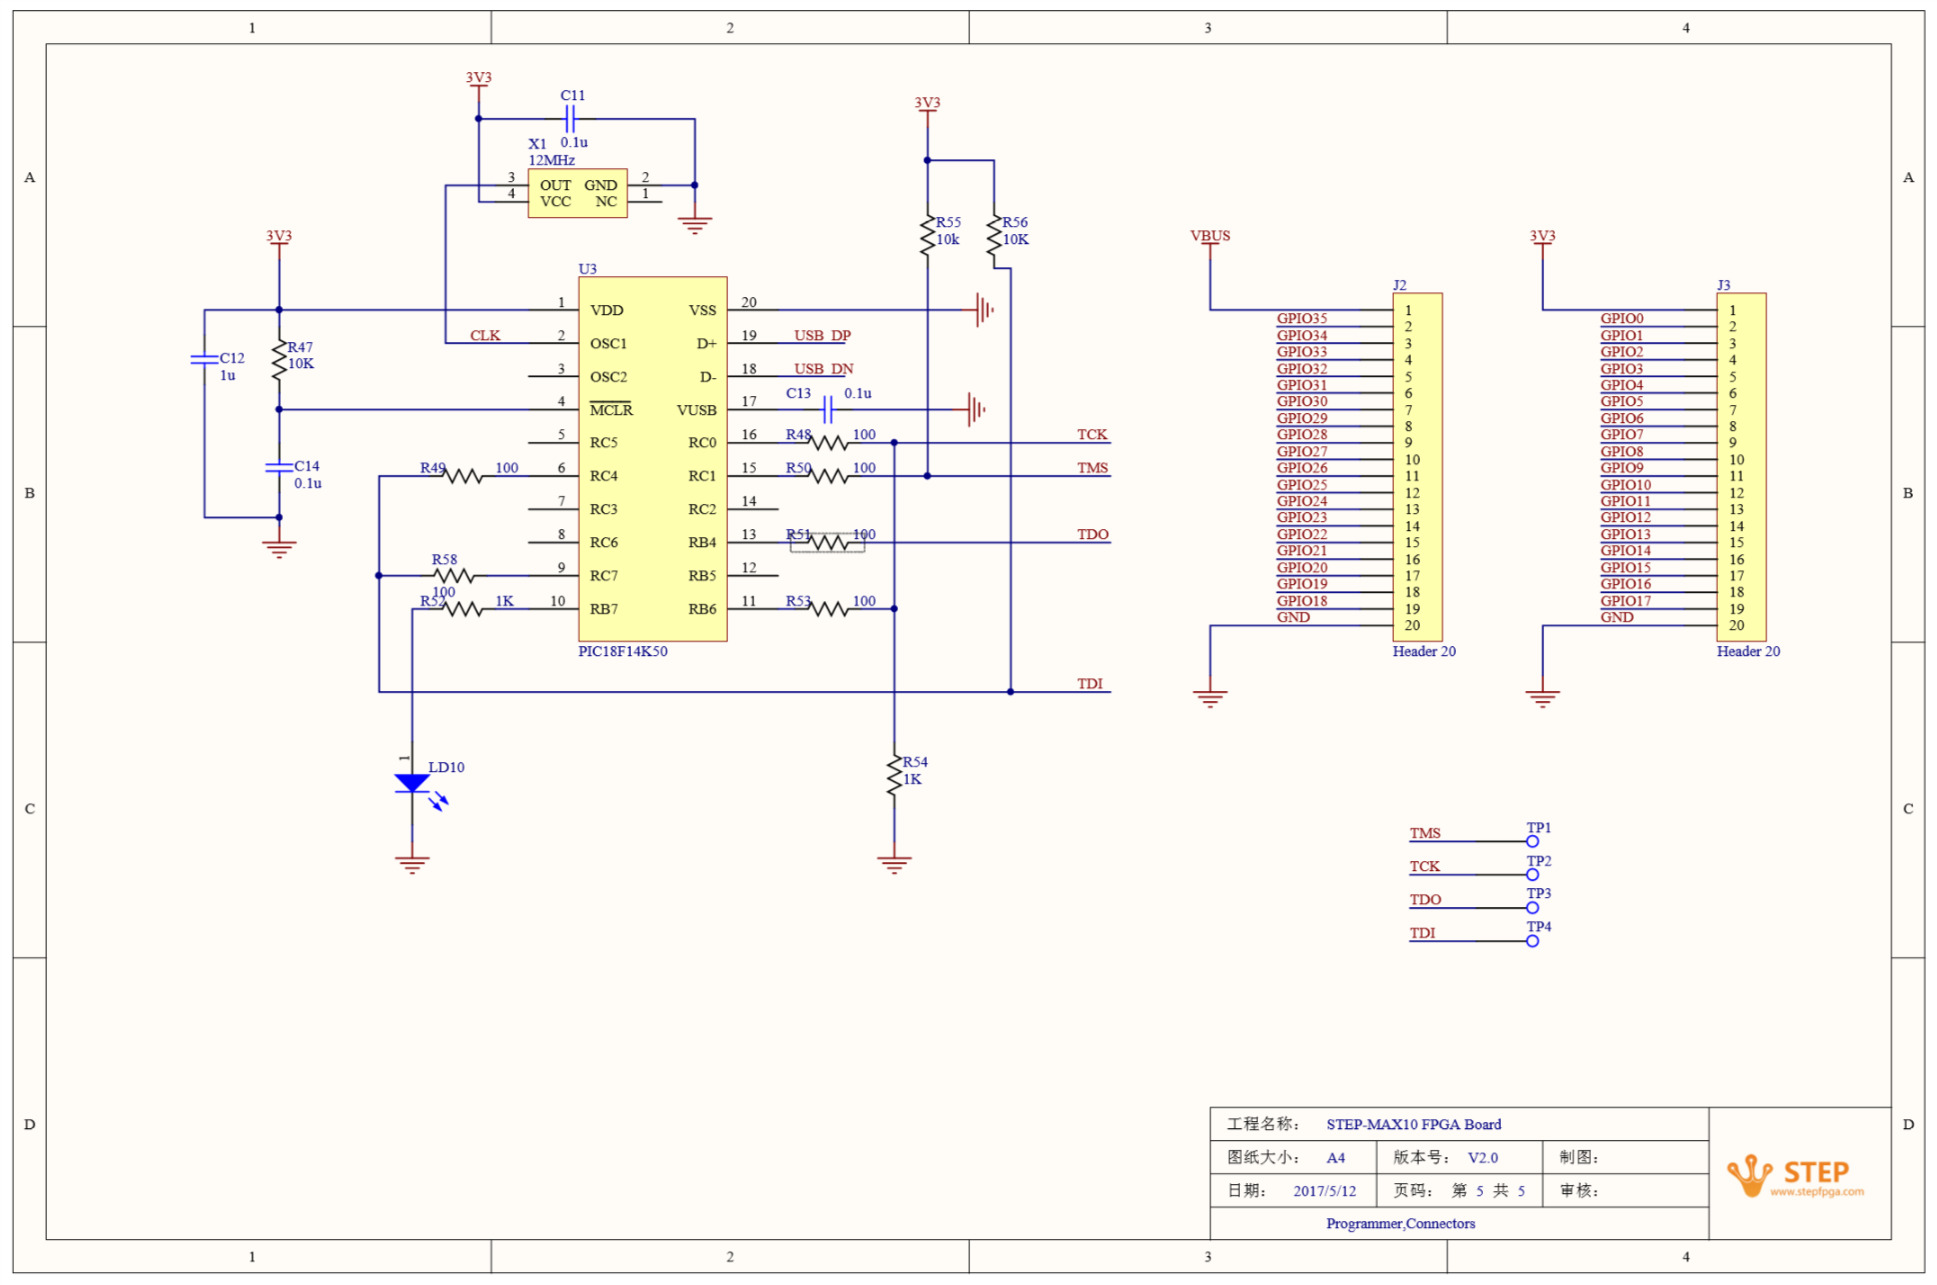 1 2 3 4
A A
B B
C C
D D
3V3
C11
0.1u
X1
12MHz
3 OUT GND 2
4 VCC NC 1
3V3
R55
10k
R56
10K
3V3
C12
1u
R47
10K
C14
0.1u
CLK
U3
1 VDD VSS 20
2 OSC1 D+ 19 USB_DP
3 OSC2 D- 18 USB_DN
4 MCLR VUSB 17 C13 0.1u
5 RC5 RC0 16 R48 100 TCK
R49 100 6 RC4 RC1 15 R50 100 TMS
7 RC3 RC2 14
8 RC6 RB4 13 R51 100 TDO
R58 100 9 RC7 RB5 12
R52 1K 10 RB7 RB6 11 R53 100
PIC18F14K50
TDI
1
LD10
R54
1K
VBUS
J2
1
GPIO35 2
GPIO34 3
GPIO33 4
GPIO32 5
GPIO31 6
GPIO30 7
GPIO29 8
GPIO28 9
GPIO27 10
GPIO26 11
GPIO25 12
GPIO24 13
GPIO23 14
GPIO22 15
GPIO21 16
GPIO20 17
GPIO19 18
GPIO18 19
GND 20
Header 20
3V3
J3
1
GPIO0 2
GPIO1 3
GPIO2 4
GPIO3 5
GPIO4 6
GPIO5 7
GPIO6 8
GPIO7 9
GPIO8 10
GPIO9 11
GPIO10 12
GPIO11 13
GPIO12 14
GPIO13 15
GPIO14 16
GPIO15 17
GPIO16 18
GPIO17 19
GND 20
Header 20
TMS TP1
TCK TP2
TDO TP3
TDI TP4
工程名称： STEP-MAX10 FPGA Board
图纸大小： A4 版本号： V2.0 制图：
日期： 2017/5/12 页码： 第 5 共 5 审核：
Programmer,Connectors
STEP
www.stepfpga.com
1 2 3 4